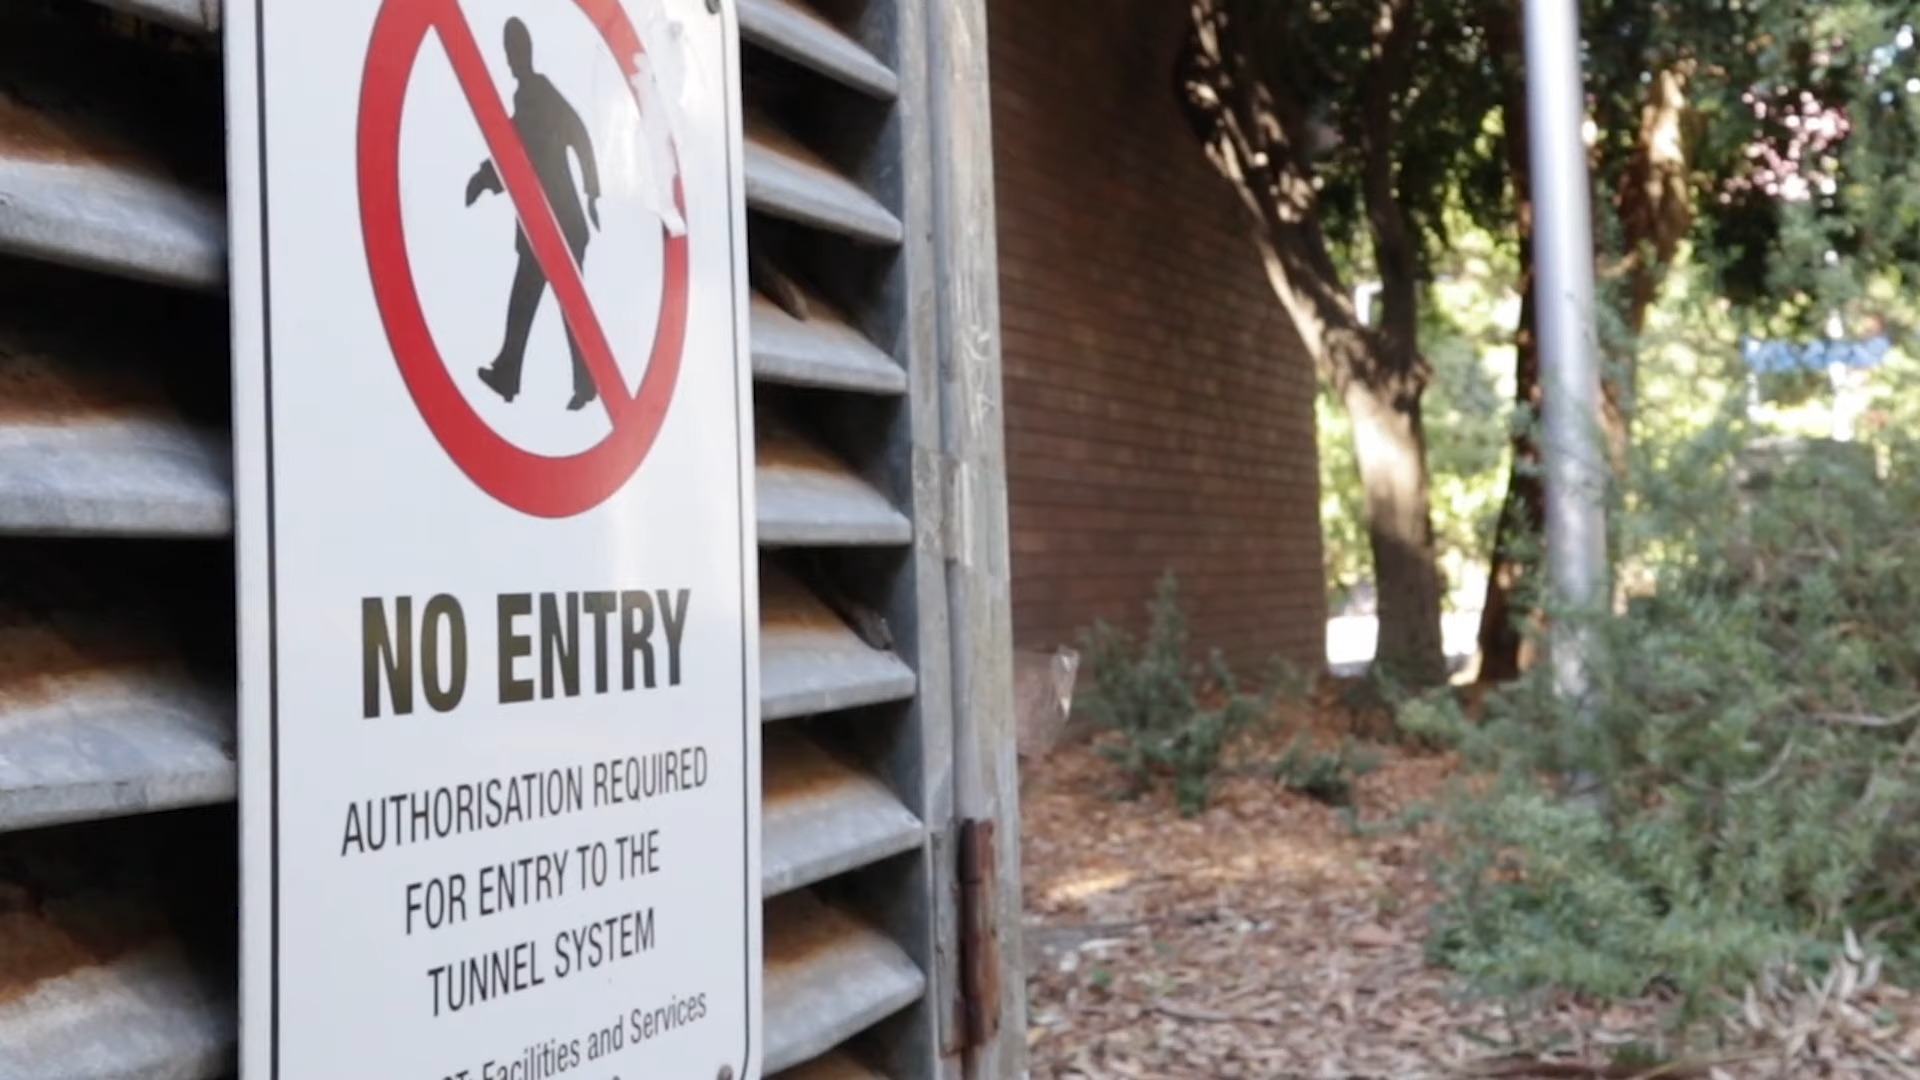 NO ENTRY
AUTHORISATION REQUIRED
FOR ENTRY TO THE
TUNNEL SYSTEM
Facilities and Services